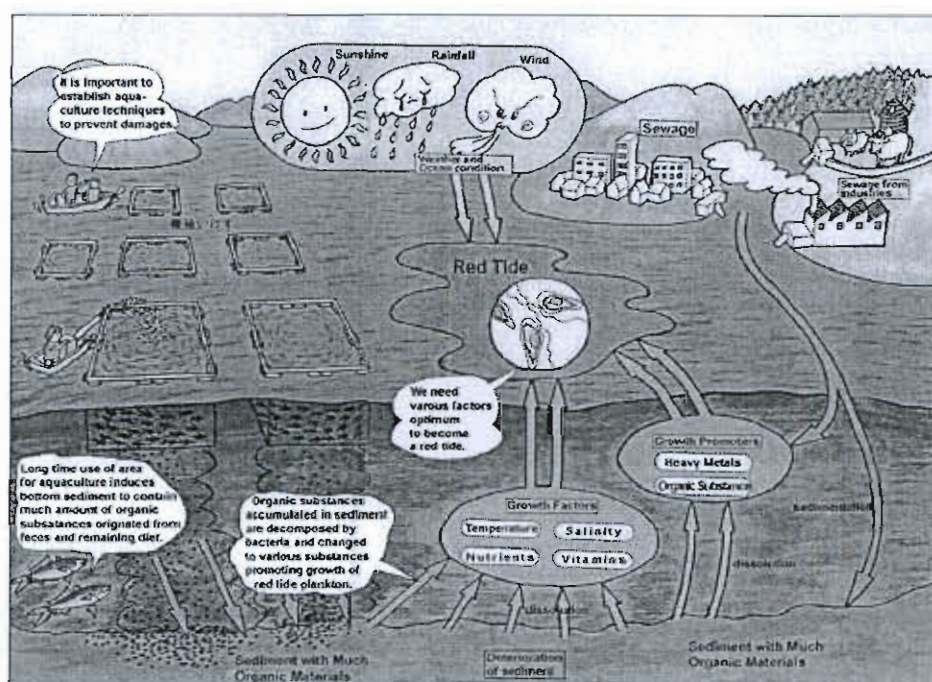 Sunshine
Rainfall
Wind
It is Important to
establish aqua-
culture techniques
to prevent damages.
Weather and
Ocean condition
Sewage
Sewage from
industries
Red Tide
We need
varous factors
optimum
to become
a red tide.
Growth Promoters
Heavy Metals
Organic Substance
Long time use of area
for aquaculture induces
bottom sediment to contain
much amount of organic
subsatances originated from
feces and remaining diet.
Organic substances
accumulated in sediment
are decomposed by
bacteria and changed
to various substances
promoting growth of
red tide plankton.
Growth Factors
Temperature
Salinity
Nutrients
Vitamins
sedimentation
dissolution
dissolution
Sediment with Much
Organic Materials
Deterioration
of sediment
Sediment with Much
Organic Materials